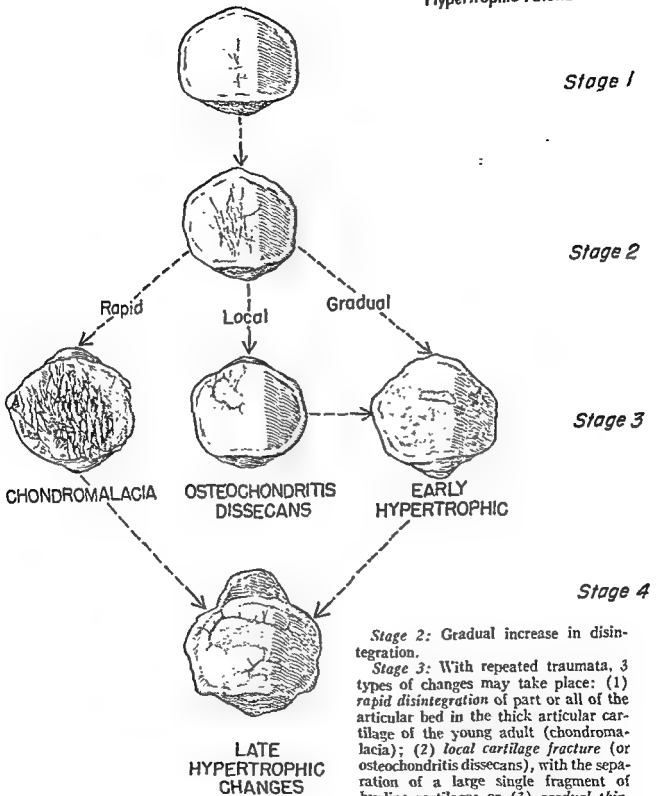 Hypertrophic
Stage 1
Stage 2
Rapid
Local
Gradual
Stage 3
CHONDROMALACIA
OSTEOCHONDRITIS
DISSECANS
EARLY
HYPERTROPHIC
Stage 4
LATE
HYPERTROPHIC
CHANGES
Stage 2: Gradual increase in disin-
tegration.
Stage 3: With repeated traumata, 3
types of changes may take place: (1)
rapid disintegration of part or all of the
articular bed in the thick articular car-
tilage of the young adult (chondroma-
lacia); (2) local cartilage fracture (or
osteochondritis dissecans), with the sepa-
ration of a large single fragment of